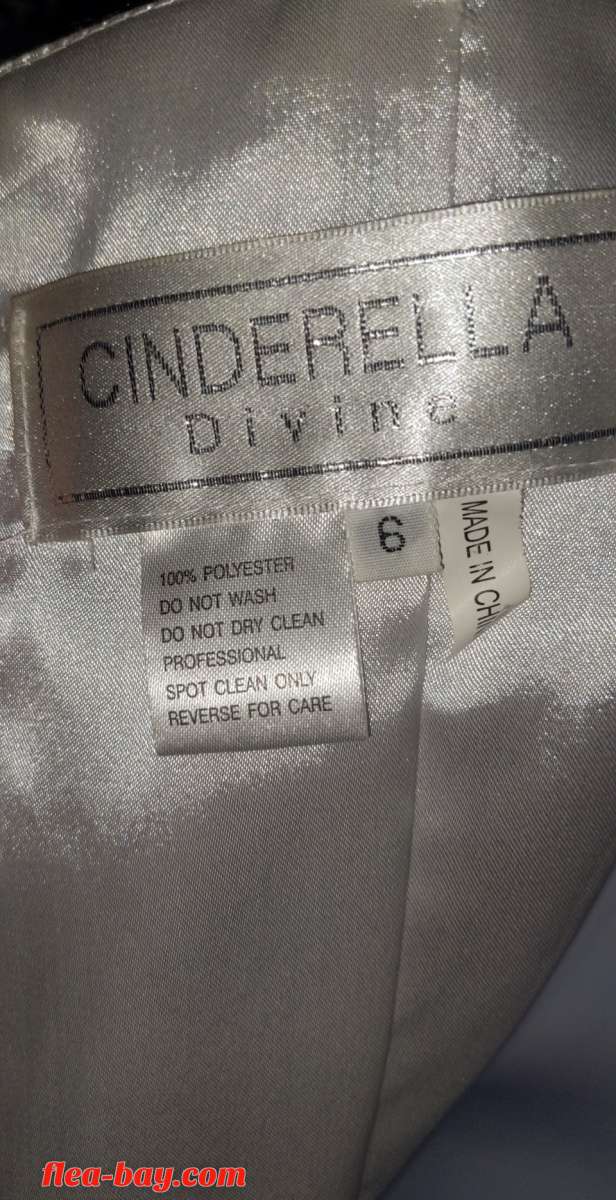 CINDERELLA
Divine
6
MADE IN CHI
100% POLYESTER
DO NOT WASH
DO NOT DRY CLEAN
PROFESSIONAL
SPOT CLEAN ONLY
REVERSE FOR CARE
flea-bay.com